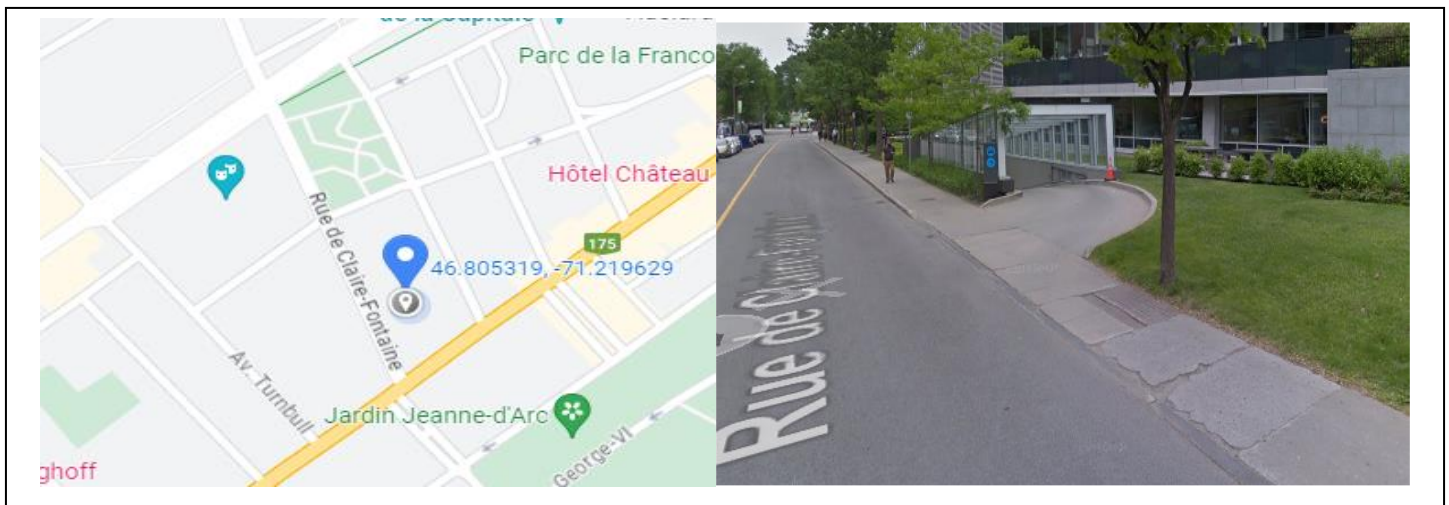 Parc de la Franco
Hôtel Château
175
Rue de Claire-Fontaine
46.805319, -71.219629
Av. Turnbull
Jardin Jeanne-d'Arc
George-VI
ghoff
Rue de Claire-Fontaine